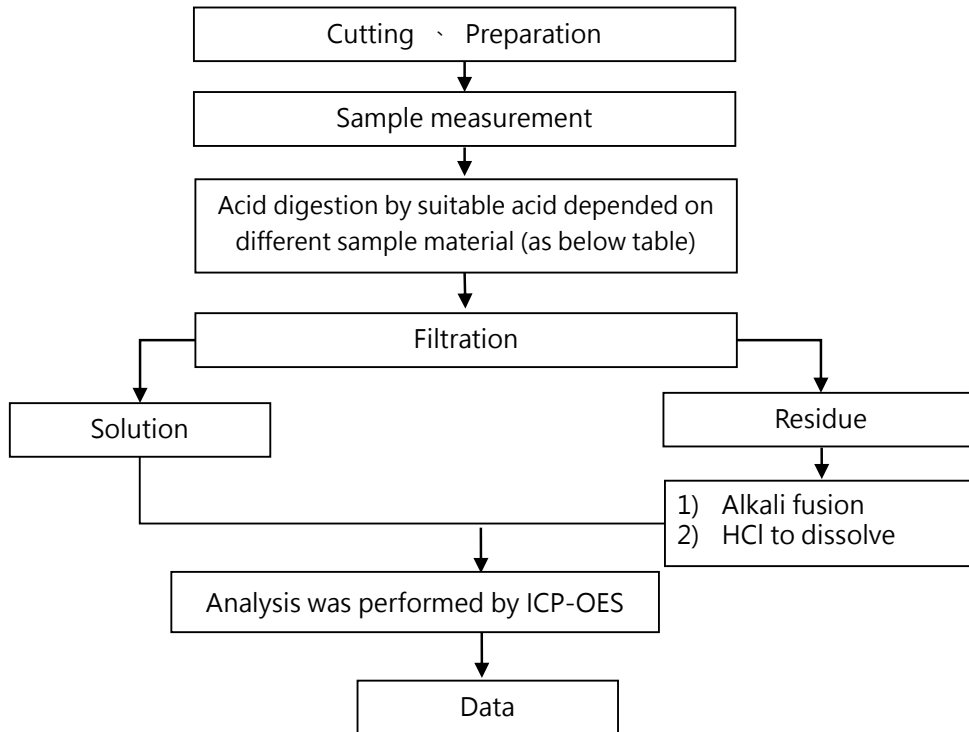 Cutting 、 Preparation
Sample measurement
Acid digestion by suitable acid depended on
different sample material (as below table)
Filtration
Solution
Residue
1) Alkali fusion
2) HCl to dissolve
Analysis was performed by ICP-OES
Data